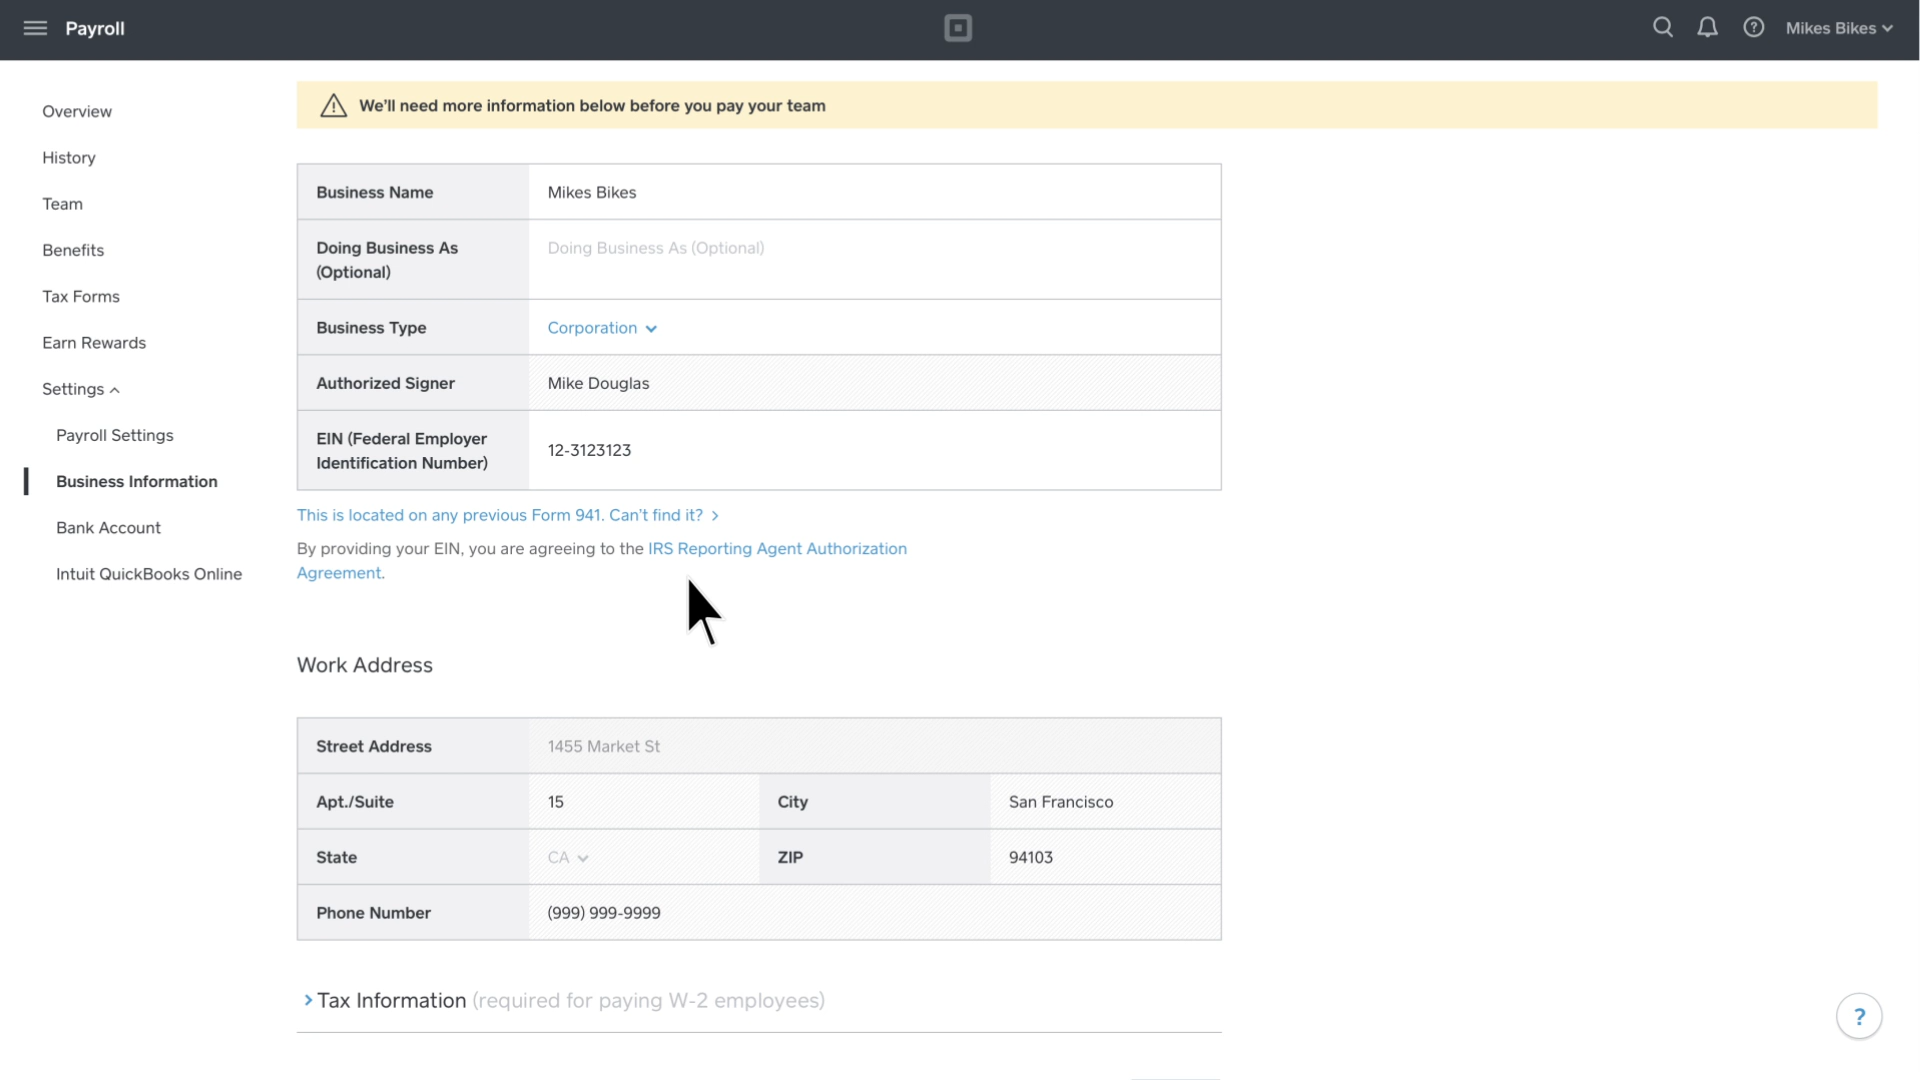 Payroll
Mikes Bikes
Overview
History
Team
Benefits
Tax Forms
Earn Rewards
Settings
Payroll Settings
Business Information
Bank Account
Intuit QuickBooks Online
We'll need more information below before you pay your team
Business Name
Mikes Bikes
Doing Business As
(Optional)
Doing Business As (Optional)
Business Type
Corporation
Authorized Signer
Mike Douglas
EIN (Federal Employer
Identification Number)
12-3123123
This is located on any previous Form 941. Can't find it? >
By providing your EIN, you are agreeing to the IRS Reporting Agent Authorization
Agreement.
Work Address
Street Address
1455 Market St
Apt./Suite
15
City
San Francisco
State
CA
ZIP
94103
Phone Number
(999) 999-9999
> Tax Information (required for paying W-2 employees)
?